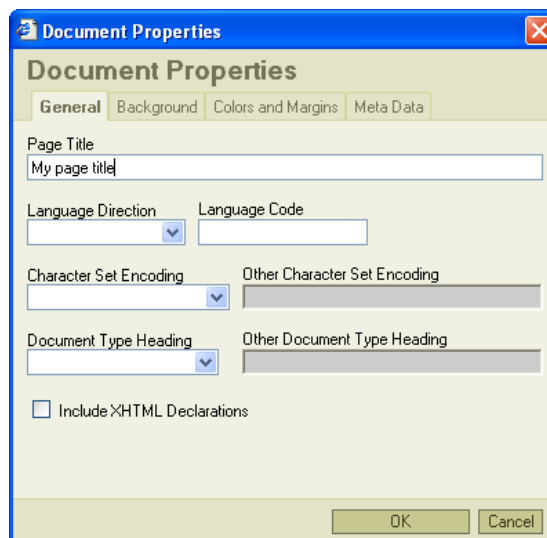 Document Properties
Document Properties
General Background Colors and Margins Meta Data
Page Title
My page title
Language Direction Language Code
Character Set Encoding Other Character Set Encoding
Document Type Heading Other Document Type Heading
Include XHTML Declarations
OK Cancel